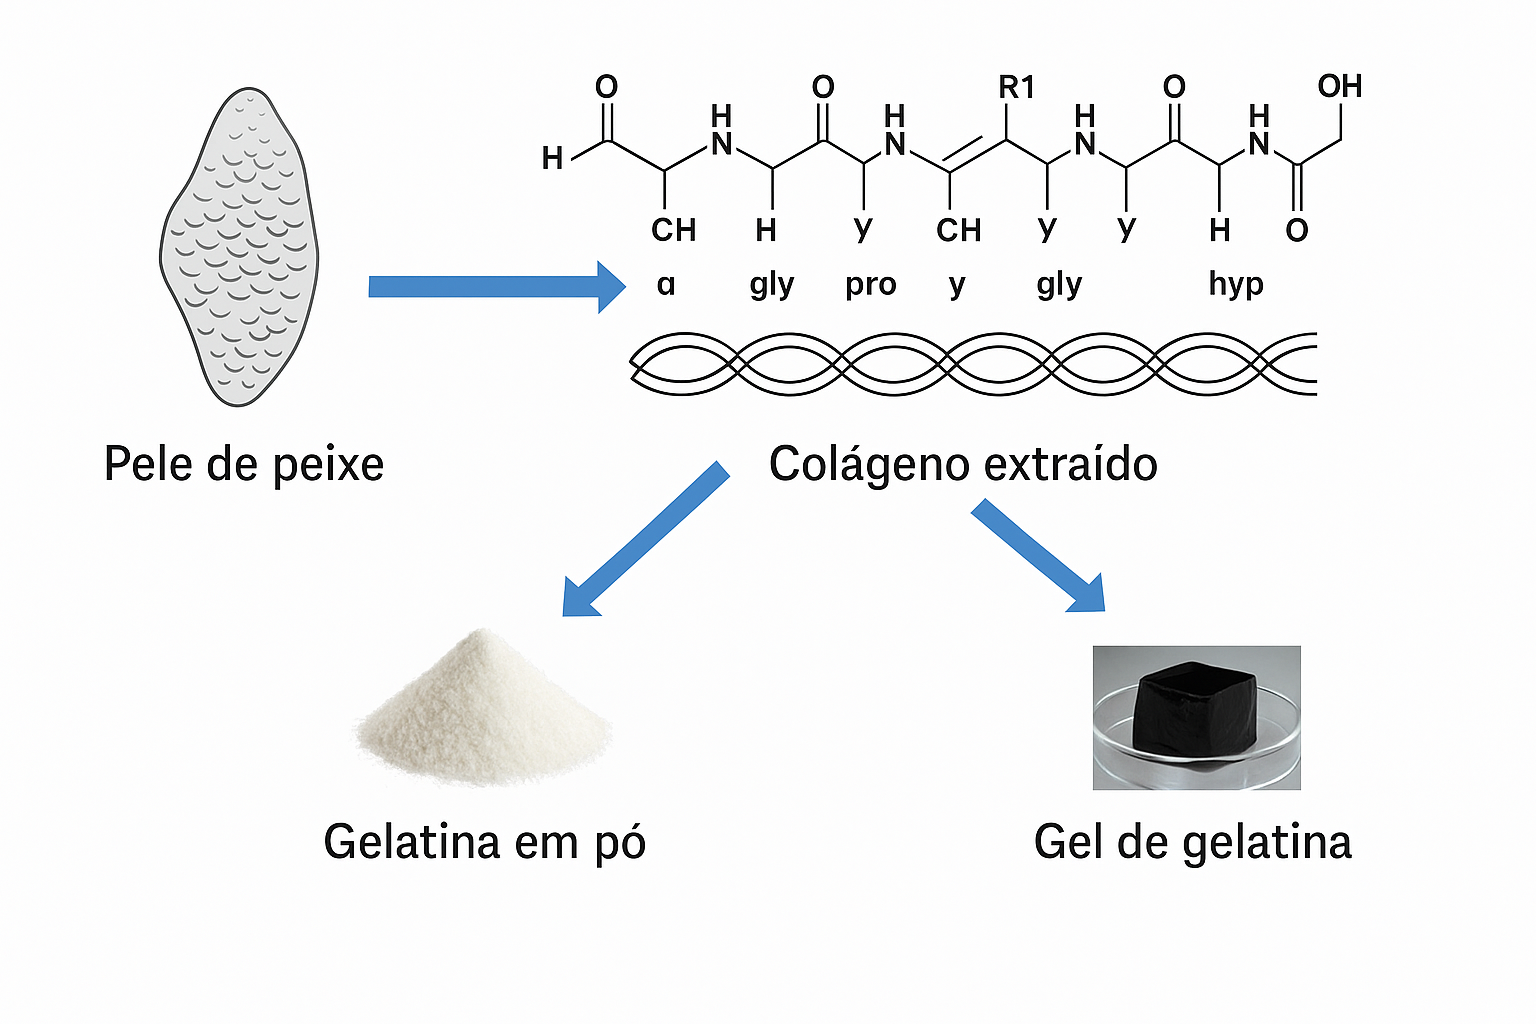 O O R1 O OH
H H H H
H N N N N
CH H y CH y y H O
α gly pro y gly hyp
Pele de peixe
Colágeno extraído
Gelatina em pó
Gel de gelatina